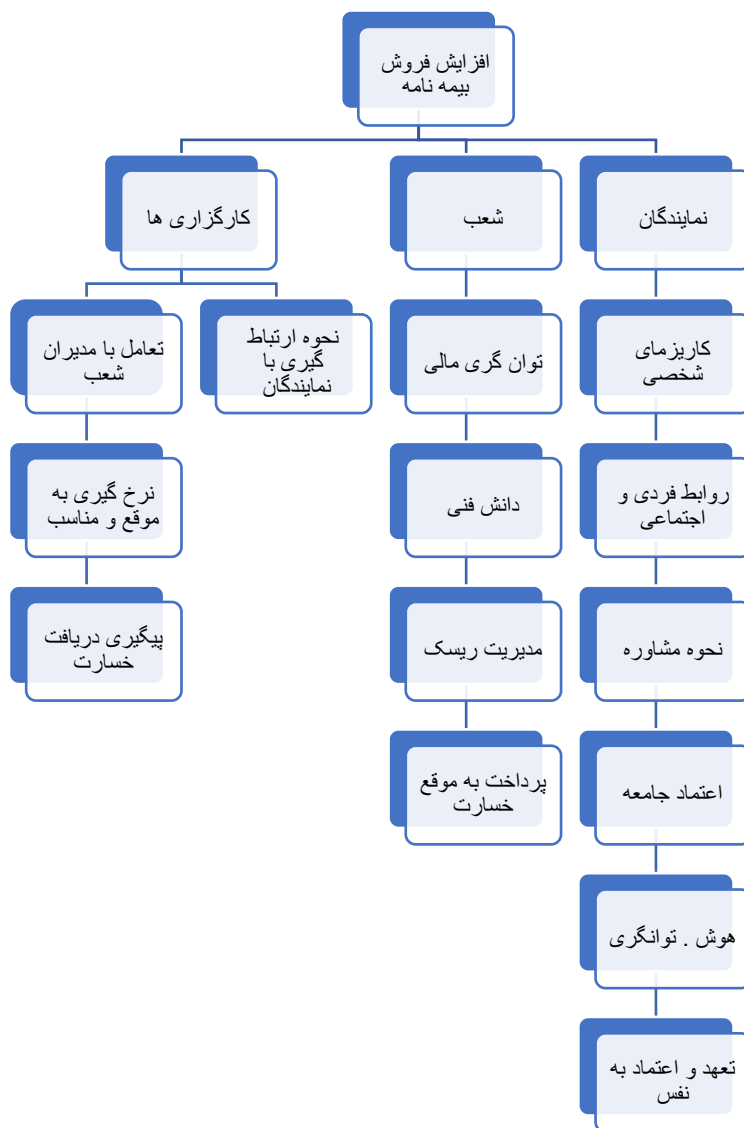 افزایش فروش
بیمه نامه
نمایندگان
شعب
کارگزاری ها
کاریزمای
شخصی
توان گری مالی
نحوه ارتباط
گیری با
نمایندگان
تعامل با مدیران
شعب
روابط فردی و
اجتماعی
دانش فنی
نرخ گیری به
موقع و مناسب
نحوه مشاوره
مدیریت ریسک
پیگیری دریافت
خسارت
اعتماد جامعه
پرداخت به موقع
خسارت
هوش . توانگری
تعهد و اعتماد به
نفس